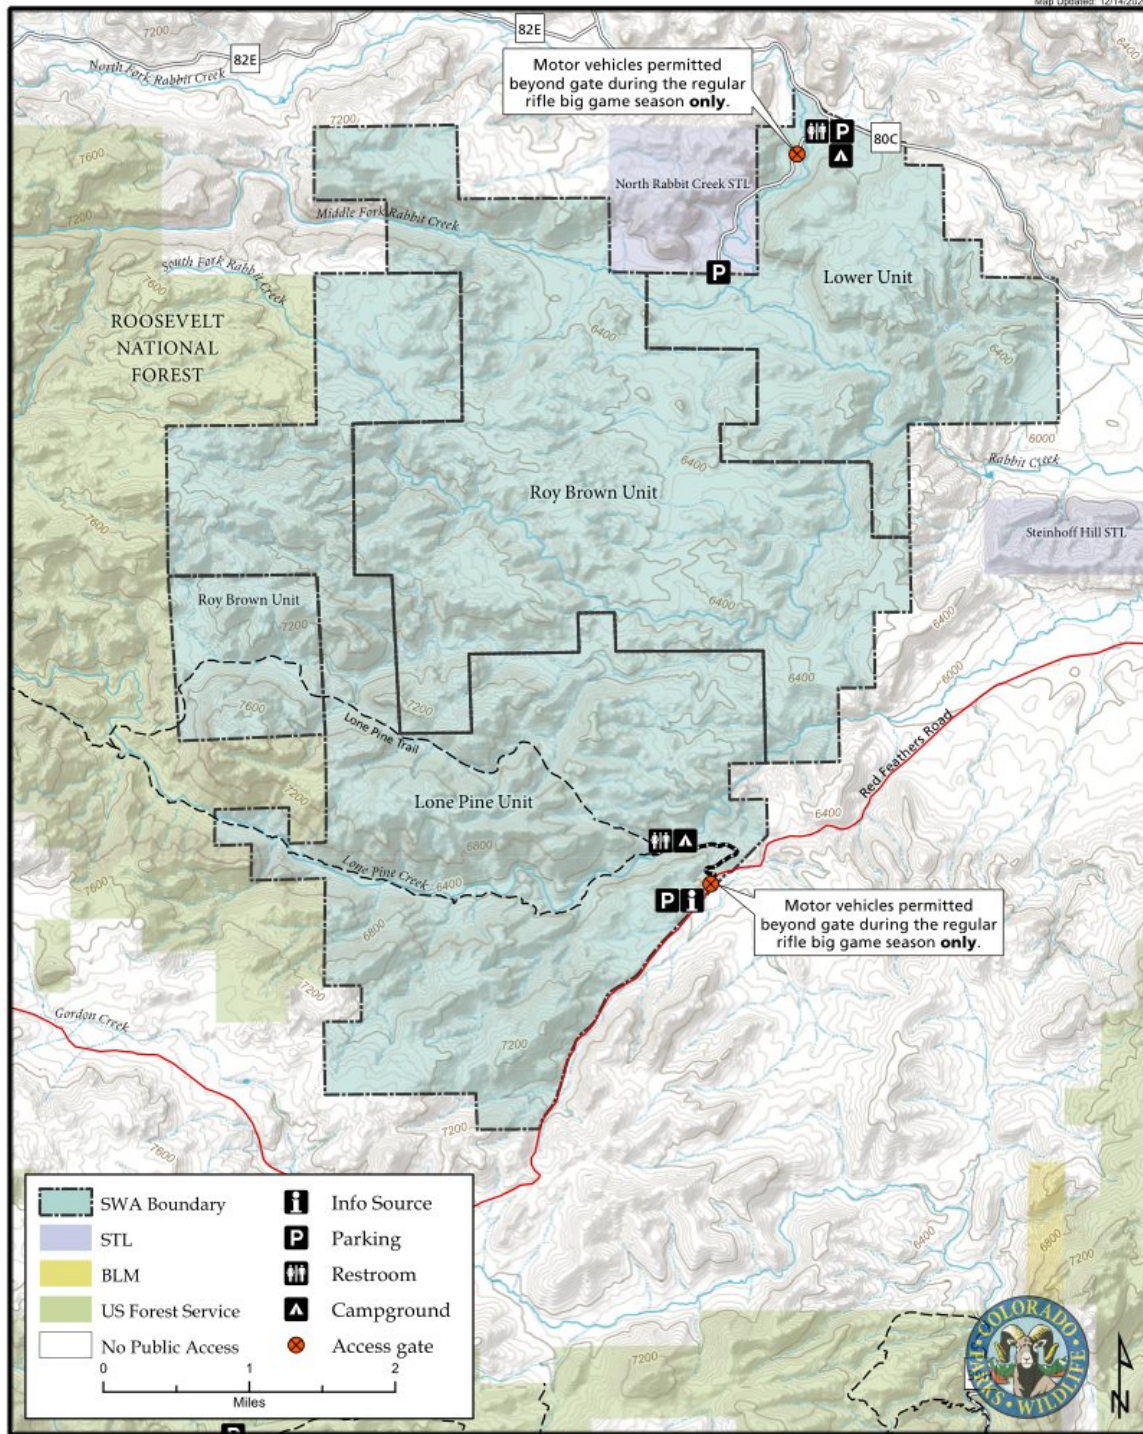 Map Updated: 12/14/202
7200
82E
82E
North Fork Rabbit Creek
6400
Motor vehicles permitted
beyond gate during the regular
rifle big game season only.
7200
P
80C
7600
North Rabbit Creek STL
7200
Middle Fork Rabbit Creek
South Fork Rabbit Creek
7600
P
Lower Unit
ROOSEVELT
NATIONAL
FOREST
6400
6400
6000
6400
Rabbit Creek
Roy Brown Unit
7600
Steinhoff Hill STL
Roy Brown Unit
6400
6400
7200
6400
6000
7600
7200
Lone Pine Trail
Red Feathers Road
7200
Lone Pine Unit
6400
6800
Lone Pine Creek
6400
7600
P i
6800
Motor vehicles permitted
beyond gate during the regular
rifle big game season only.
7200
Gordon Creek
7200
7200
7600
SWA Boundary
STL
BLM
US Forest Service
No Public Access
i Info Source
P Parking
Restroom
Campground
Access gate
0 1 2
Miles
6400
6800
7200
7200
COLORADO
PARKS • WILDLIFE
N
P